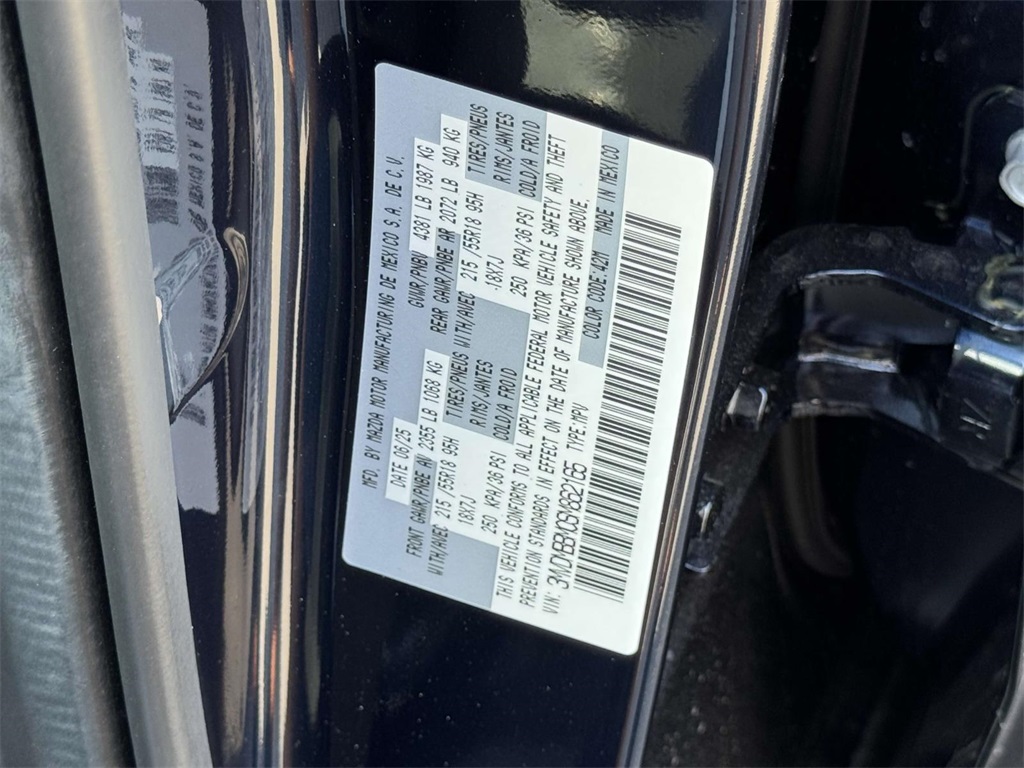 MFD. BY MAZDA MOTOR MANUFACTURING DE MEXICO S.A. DE C.V.
DATE 06/25 GVWR/PNBV 4381 LB 1987 KG
FRONT GAWR/PNBE AV 2355 LB 1068 KG REAR GAWR/PNBE AR 2072 LB 940 KG
WITH/AVEC 215 /55R18 95H TIRES/PNEUS WITH/AVEC 215 /55R18 95H TIRES/PNEUS
18X7J RIMS/JANTES 18X7J RIMS/JANTES
250 KPA/36 PSI COLD/A FROID 250 KPA/36 PSI COLD/A FROID
THIS VEHICLE CONFORMS TO ALL APPLICABLE FEDERAL MOTOR VEHICLE SAFETY AND THEFT
PREVENTION STANDARDS IN EFFECT ON THE DATE OF MANUFACTURE SHOWN ABOVE.
VIN: 3MVDMBBM0SM862165 TYPE:MPV COLOR CODE:42M MADE IN MEXICO